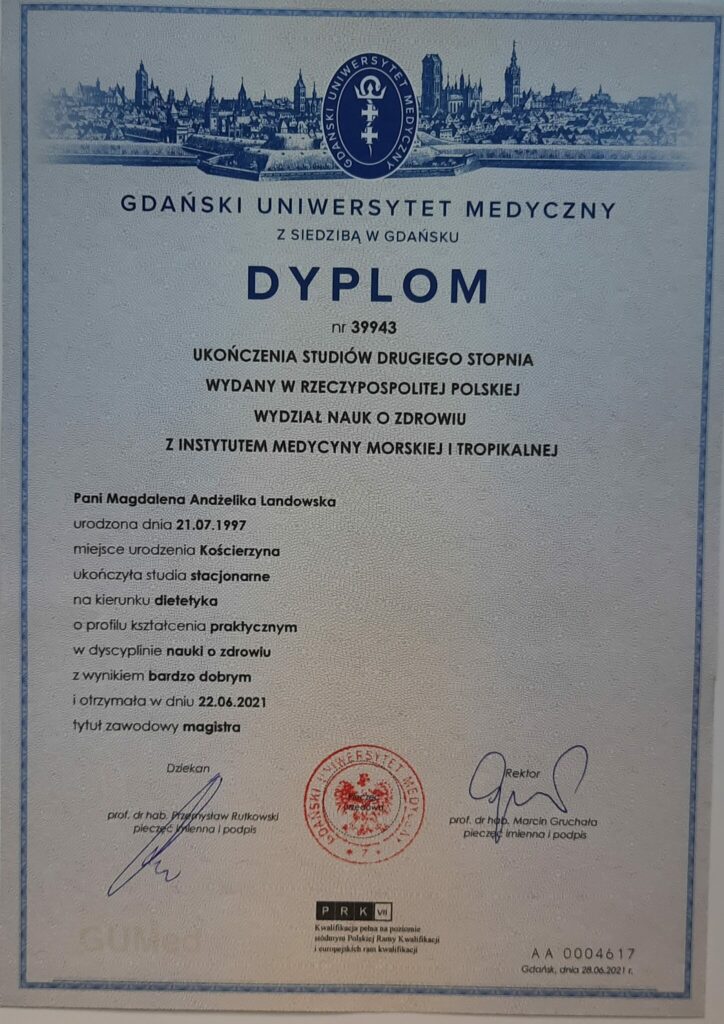 GDAŃSKI UNIWERSYTET MEDYCZNY
GDAŃSKI UNIWERSYTET MEDYCZNY
Z SIEDZIBĄ W GDAŃSKU
DYPLOM
nr 39943
UKOŃCZENIA STUDIÓW DRUGIEGO STOPNIA
WYDANY W RZECZYPOSPOLITEJ POLSKIEJ
WYDZIAŁ NAUK O ZDROWIU
Z INSTYTUTEM MEDYCYNY MORSKIEJ I TROPIKALNEJ
Pani Magdalena Andżelika Landowska
urodzona dnia 21.07.1997
miejsce urodzenia Kościerzyna
ukończyła studia stacjonarne
na kierunku dietetyka
o profilu kształcenia praktycznym
w dyscyplinie nauki o zdrowiu
z wynikiem bardzo dobrym
i otrzymała w dniu 22.06.2021
tytuł zawodowy magistra
Dziekan
prof. dr hab. Przemysław Rutkowski
pieczęć imienna i podpis
GDAŃSKI UNIWERSYTET MEDYCZNY
* 7 *
pieczęć
urzędowa
Rektor
prof. dr hab. Marcin Gruchała
pieczęć imienna i podpis
GUMed
PRK VII
Kwalifikacja pełna na poziomie
siódmym Polskiej Ramy Kwalifikacji
i europejskich ram kwalifikacji
AA 0004617
Gdańsk, dnia 28.06.2021 r.